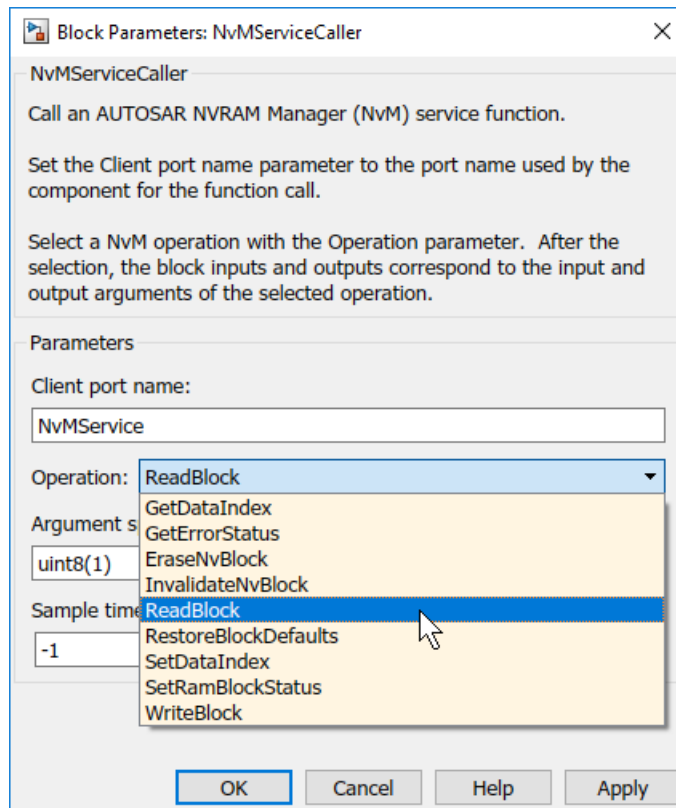 Block Parameters: NvMServiceCaller
NvMServiceCaller
Call an AUTOSAR NVRAM Manager (NvM) service function.
Set the Client port name parameter to the port name used by the
component for the function call.
Select a NvM operation with the Operation parameter.  After the
selection, the block inputs and outputs correspond to the input and
output arguments of the selected operation.
Parameters
Client port name:
NvMService
Operation: ReadBlock
GetDataIndex
Argument s
GetErrorStatus
uint8(1)
EraseNvBlock
InvalidateNvBlock
Sample time
ReadBlock
-1
RestoreBlockDefaults
SetDataIndex
SetRamBlockStatus
WriteBlock
OK Cancel Help Apply